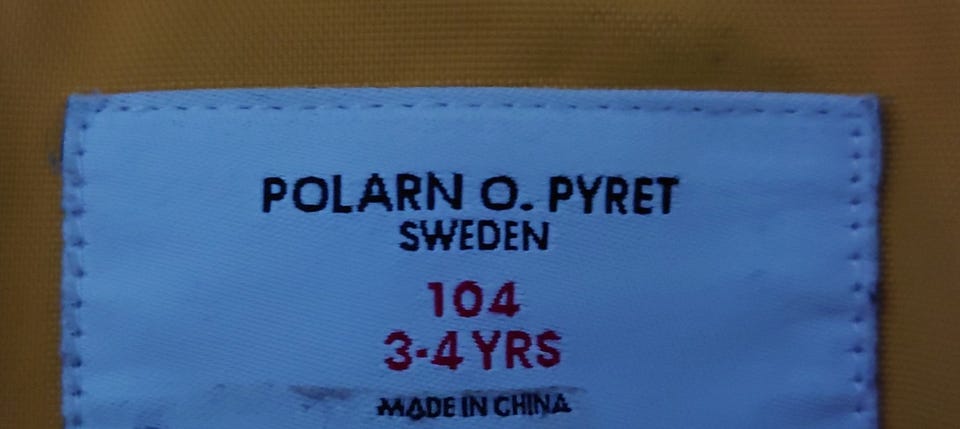 POLARN O. PYRET
SWEDEN
104
3-4 YRS
MADE IN CHINA